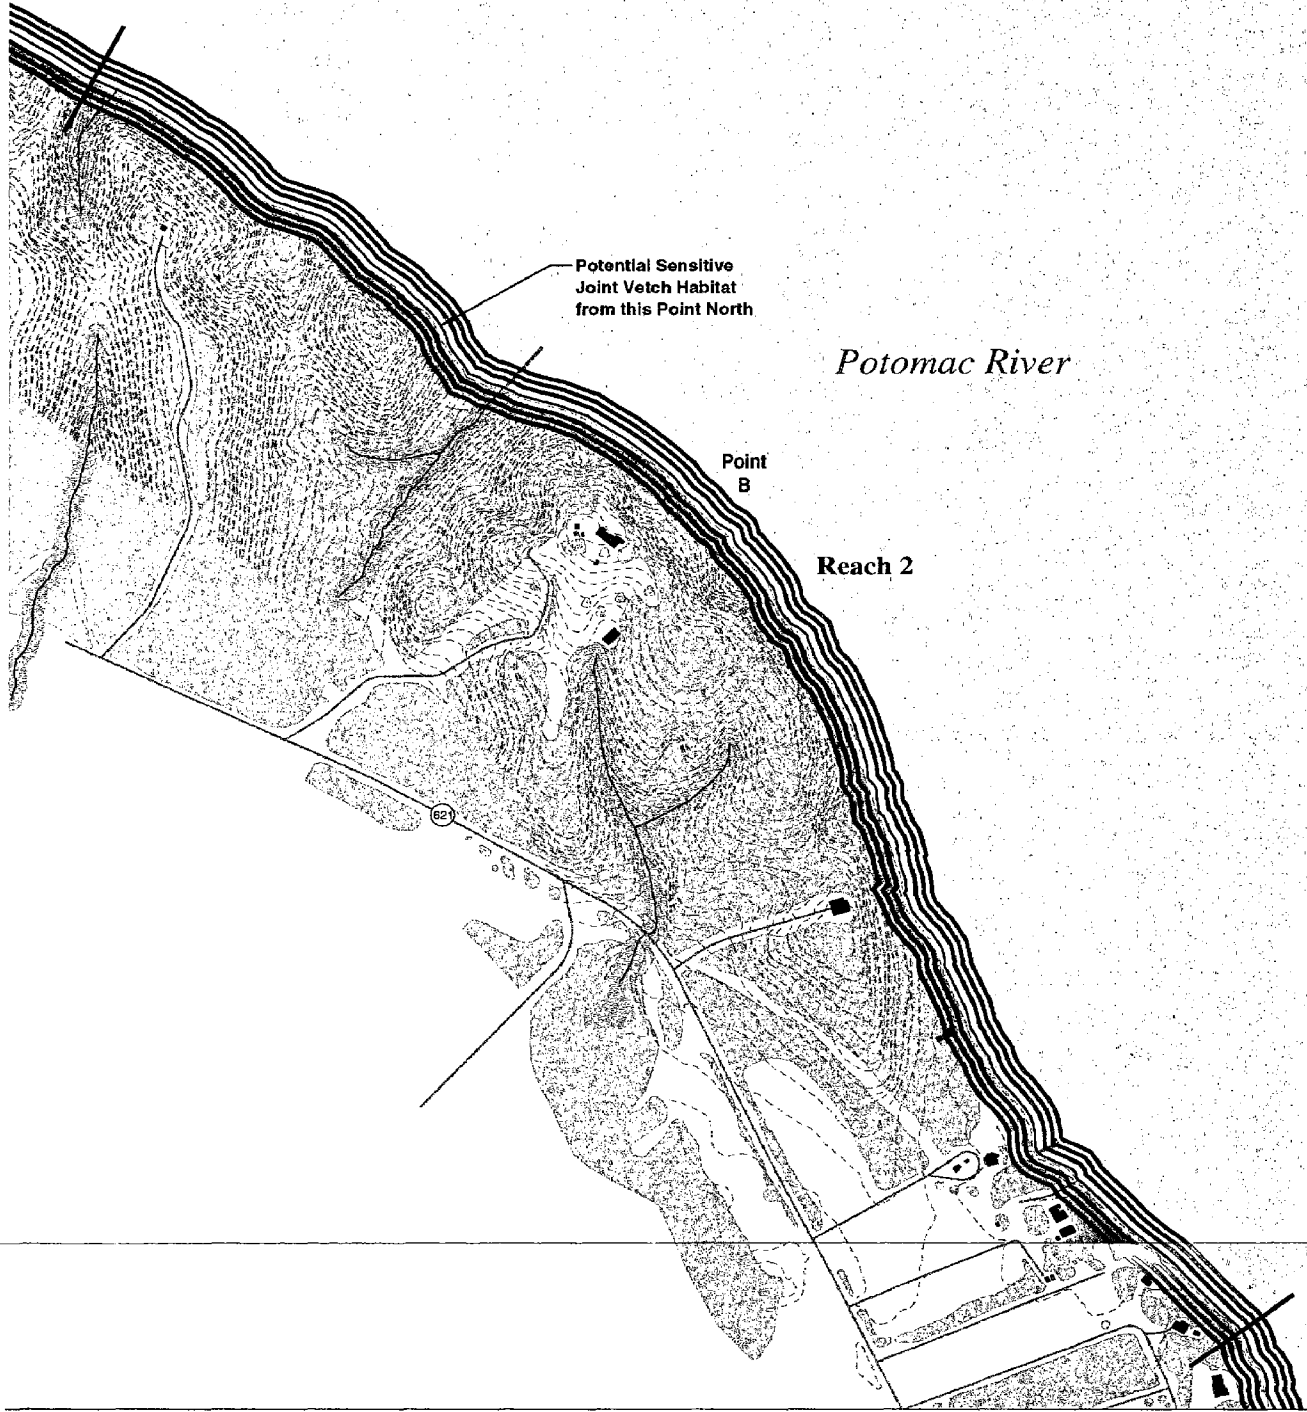 Potential Sensitive
Joint Vetch Habitat
from this Point North
Potomac River
Point
B
Reach 2
621